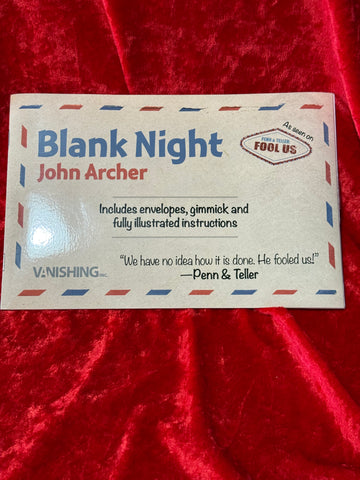 Blank Night
John Archer
As seen on
PENN & TELLER
FOOL US
Includes envelopes, gimmick and
fully illustrated instructions
"We have no idea how it is done. He fooled us!"
—Penn & Teller
VANISHING INC.